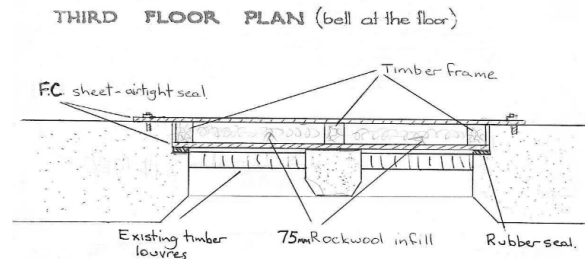 THIRD FLOOR PLAN (bell at the floor)
Timber frame
F.C. sheet-airtight seal.
Existing timber
louvres
75mm Rockwool infill
Rubber seal.